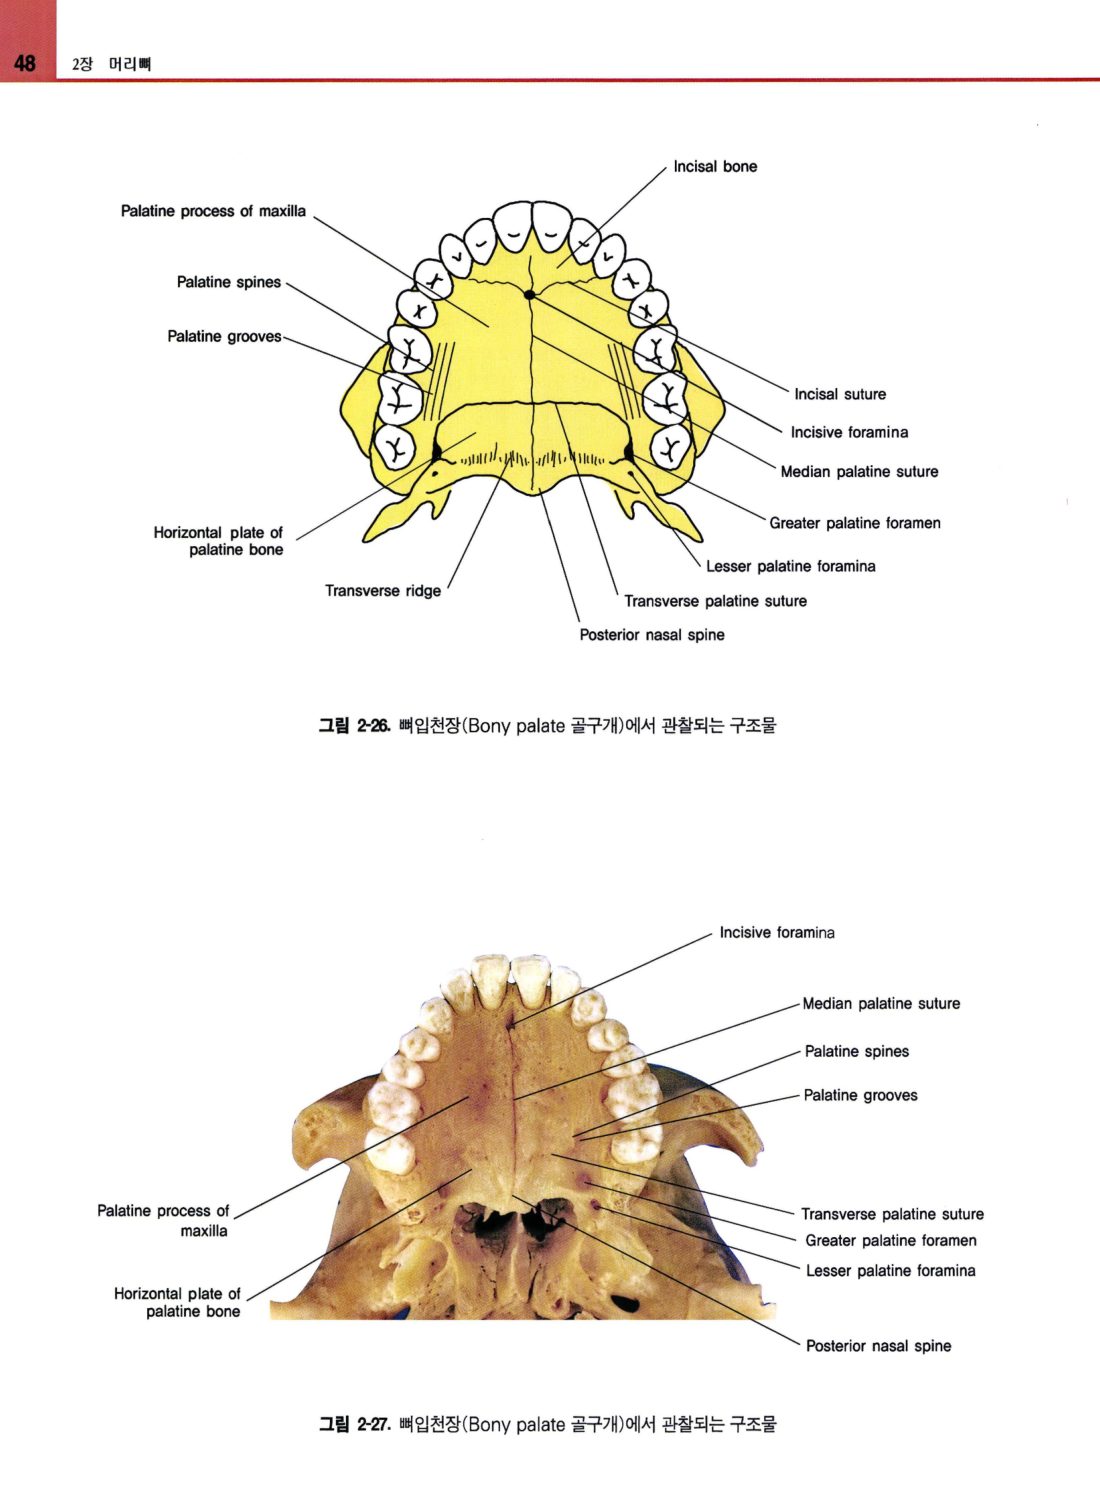 48
2장 머리뼈
Incisal bone
Palatine process of maxilla
Palatine spines
Palatine grooves
Incisal suture
Incisive foramina
Median palatine suture
Greater palatine foramen
Horizontal plate of
palatine bone
Lesser palatine foramina
Transverse ridge
Transverse palatine suture
Posterior nasal spine
그림 2-26. 뼈입천장(Bony palate 골구개)에서 관찰되는 구조물
Incisive foramina
Median palatine suture
Palatine spines
Palatine grooves
Palatine process of
maxilla
Transverse palatine suture
Greater palatine foramen
Lesser palatine foramina
Horizontal plate of
palatine bone
Posterior nasal spine
그림 2-27. 뼈입천장(Bony palate 골구개)에서 관찰되는 구조물